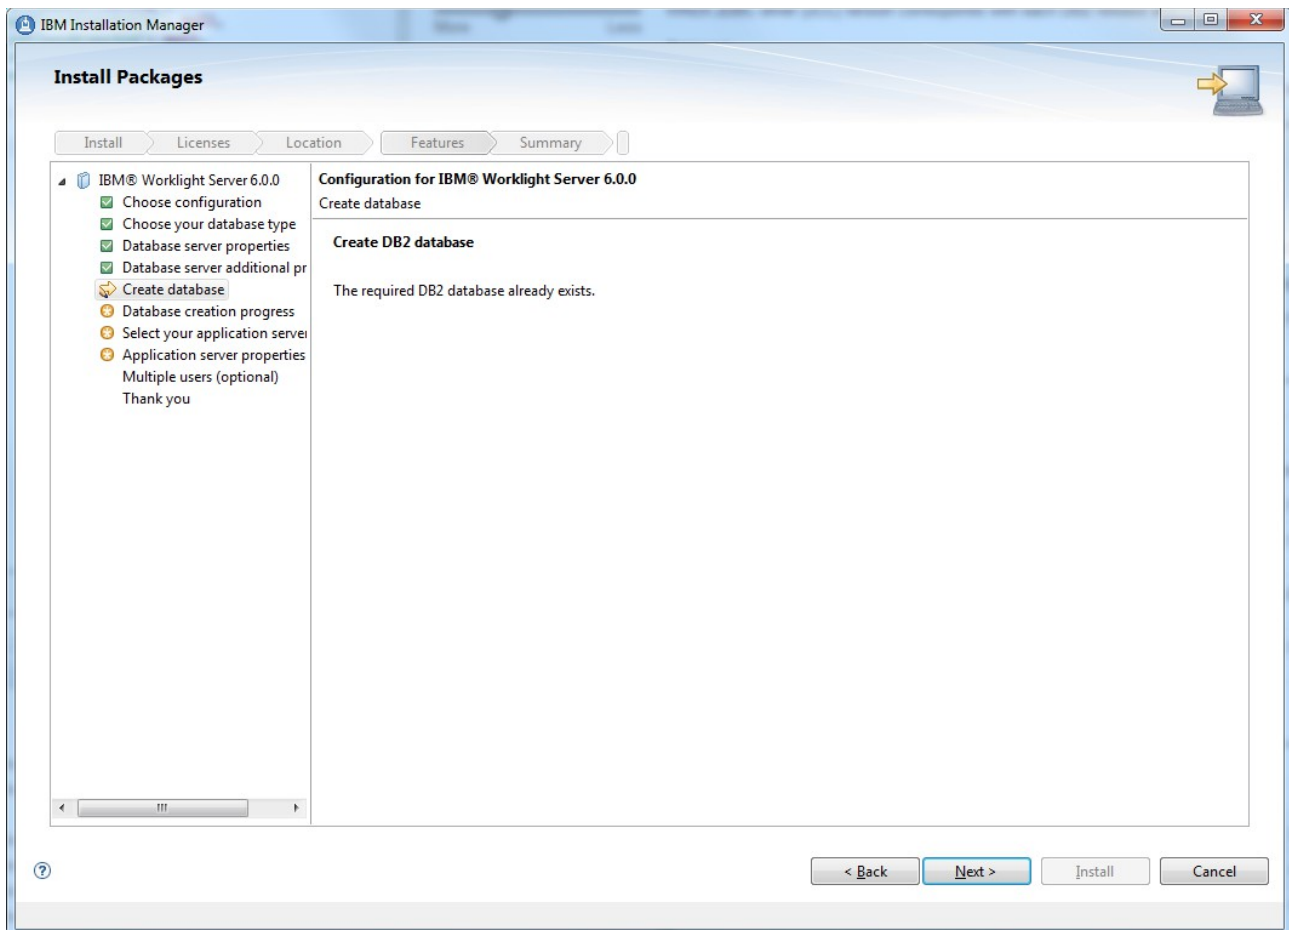 IBM Installation Manager
Install Packages
Install Licenses Location Features Summary
IBM® Worklight Server 6.0.0
Choose configuration
Choose your database type
Database server properties
Database server additional pr
Create database
Database creation progress
Select your application server
Application server properties
Multiple users (optional)
Thank you
Configuration for IBM® Worklight Server 6.0.0
Create database
Create DB2 database
The required DB2 database already exists.
< Back Next > Install Cancel